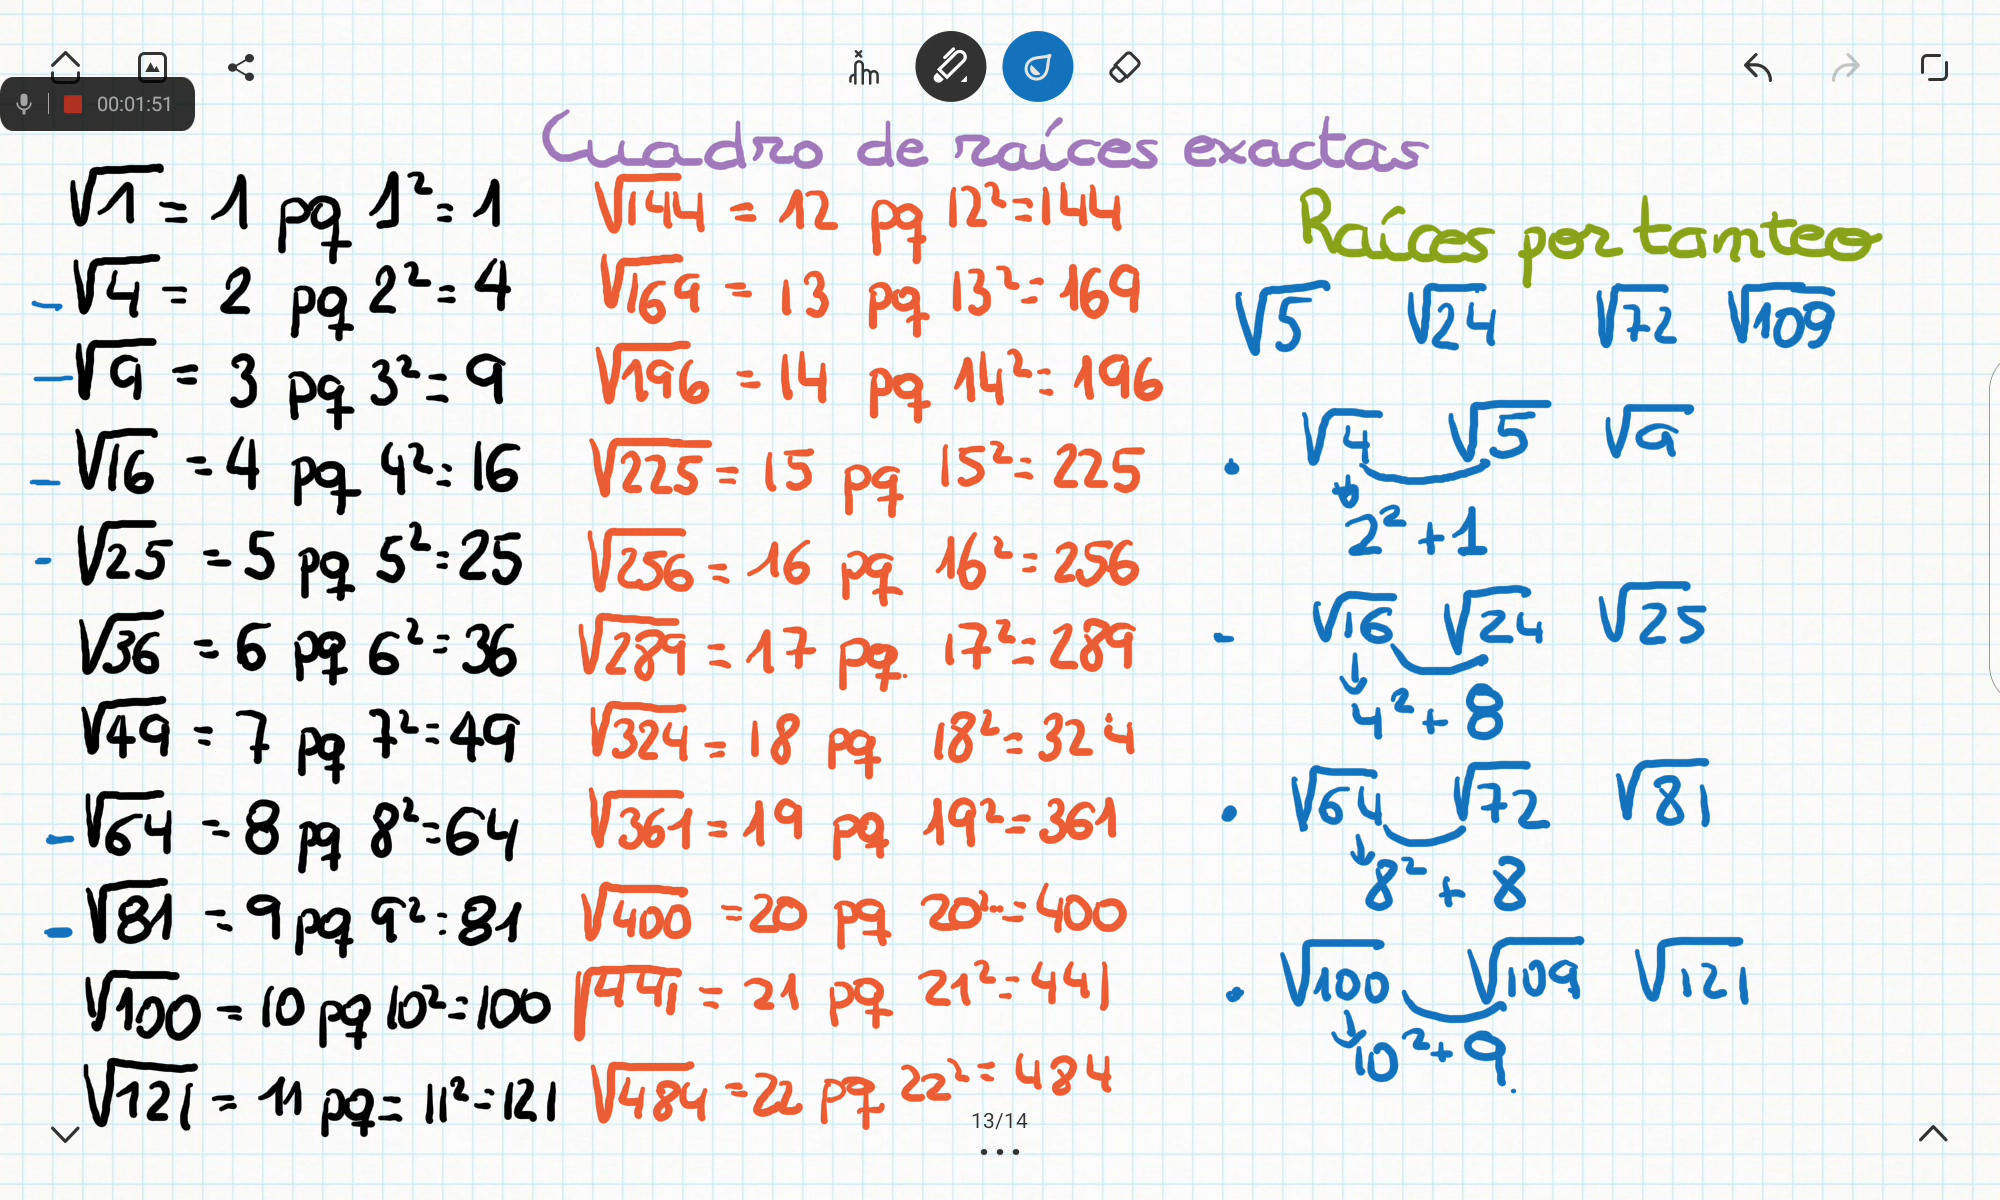 00:01:51
Cuadro de raíces exactas
√1 = 1 pq 1² = 1
√4 = 2 pq 2² = 4
√9 = 3 pq 3² = 9
√16 = 4 pq 4² = 16
√25 = 5 pq 5² = 25
√36 = 6 pq 6² = 36
√49 = 7 pq 7² = 49
√64 = 8 pq 8² = 64
√81 = 9 pq 9² = 81
√100 = 10 pq 10² = 100
√121 = 11 pq = 11² = 121
√144 = 12 pq 12² = 144
√169 = 13 pq 13² = 169
√196 = 14 pq 14² = 196
√225 = 15 pq 15² = 225
√256 = 16 pq 16² = 256
√289 = 17 pq. 17² = 289
√324 = 18 pq 18² = 324
√361 = 19 pq 19² = 361
√400 = 20 pq 20² = 400
√441 = 21 pq 21² = 441
√484 = 22 pq 22² = 484
Raíces por tamteo
√5 √24 √72 √109
• √4 √5 √9
2² + 1
- √16 √24 √25
4² + 8
• √64 √72 √81
8² + 8
• √100 √109 √121
10² + 9.
13/14